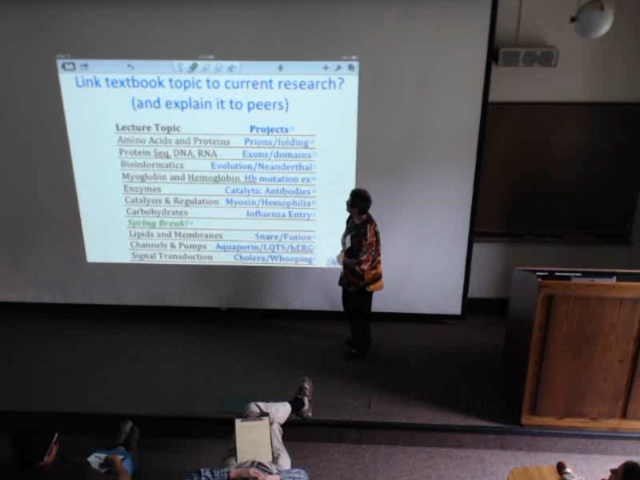 Link textbook topic to current research?
(and explain it to peers)
Lecture Topic Projects
Amino Acids and Proteins Prions/folding
Protein Seq, DNA, RNA Exons/domains
Bioinformatics Evolution/Neanderthal
Myoglobin and Hemoglobin Hb mutation ex
Enzymes Catalytic Antibodies
Catalysis & Regulation Myosin/Hemophilia
Carbohydrates Influenza Entry
Spring Break!
Lipids and Membranes Snare/Fusion
Channels & Pumps Aquaporin/LQTS/hERG
Signal Transduction Cholera/Whooping